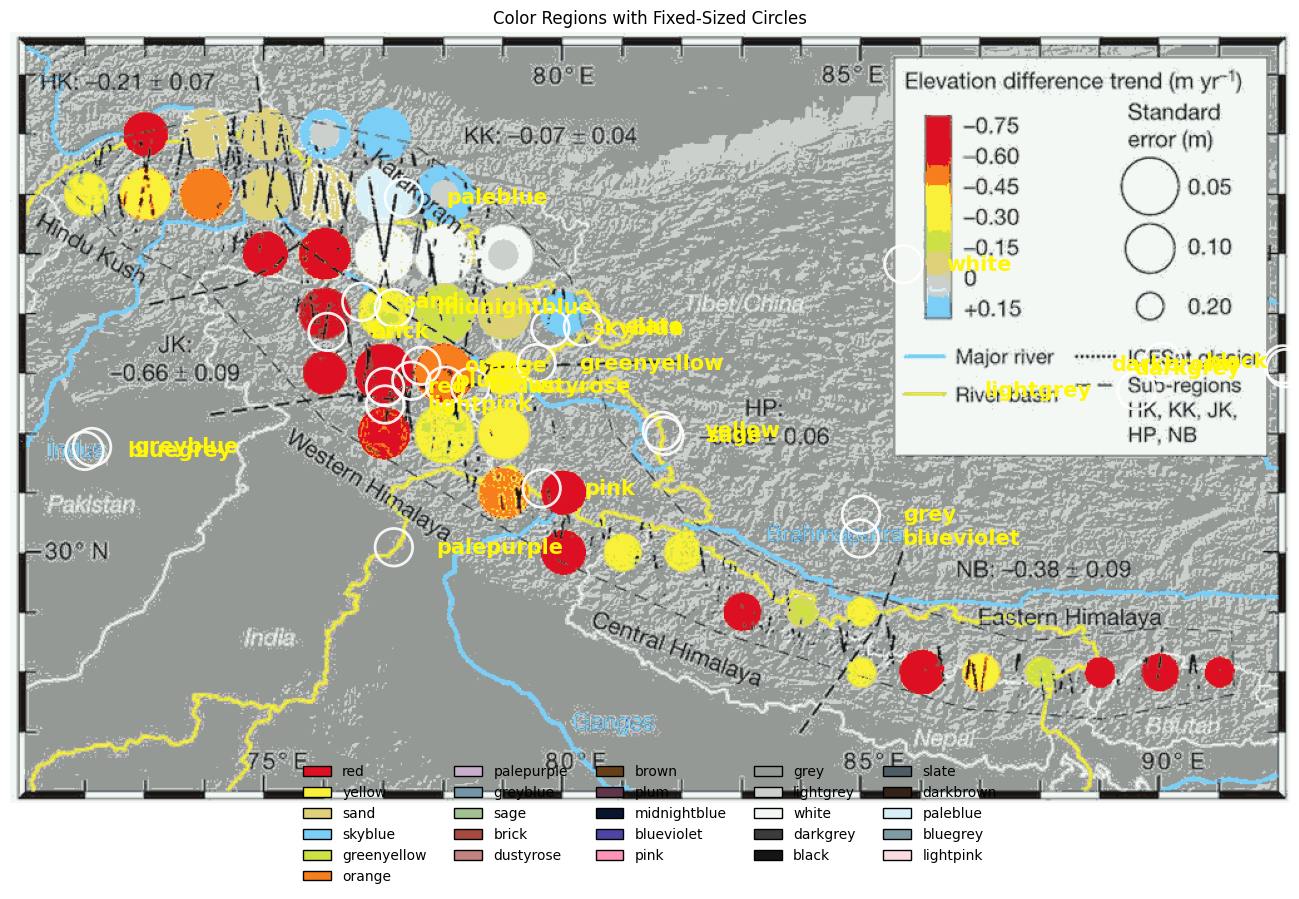 Color Regions with Fixed-Sized Circles
HK: –0.21 ± 0.07
80° E
85° E
KK: –0.07 ± 0.04
Elevation difference trend (m yr⁻¹)
–0.75
–0.60
–0.45
–0.30
–0.15
0
+0.15
Standard
error (m)
0.05
0.10
0.20
Major river
River basin
ICESat glacier
Sub-regions
HK, KK, JK,
HP, NB
Karakoram
Hindu Kush
paleblue
white
sand
midnightblue
brick
skyblue
slate
Tibet/China
JK:
–0.66 ± 0.09
orange
greenyellow
plum
red
dustyrose
lightpink
lightgrey
darkgrey
black
HP:
± 0.06
yellow
sage
Indus
greyblue
bluegrey
Pakistan
Western Himalaya
pink
grey
blueviolet
Brahmaputra
palepurple
30° N
NB: –0.38 ± 0.09
India
Central Himalaya
Eastern Himalaya
Ganges
Nepal
Bhutan
75° E
80° E
85° E
90° E
red
yellow
sand
skyblue
greenyellow
orange
palepurple
greyblue
sage
brick
dustyrose
brown
plum
midnightblue
blueviolet
pink
grey
lightgrey
white
darkgrey
black
slate
darkbrown
paleblue
bluegrey
lightpink